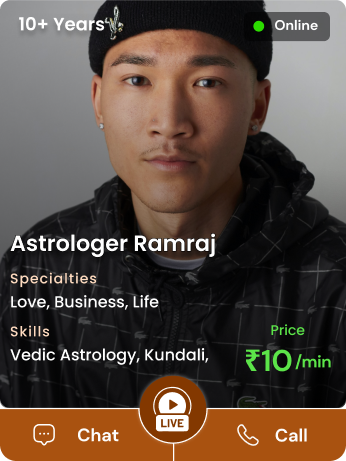 10+ Years
Online
Astrologer Ramraj
Specialties
Love, Business, Life
Skills
Vedic Astrology, Kundali,
Price
₹10/min
LIVE
Chat
Call